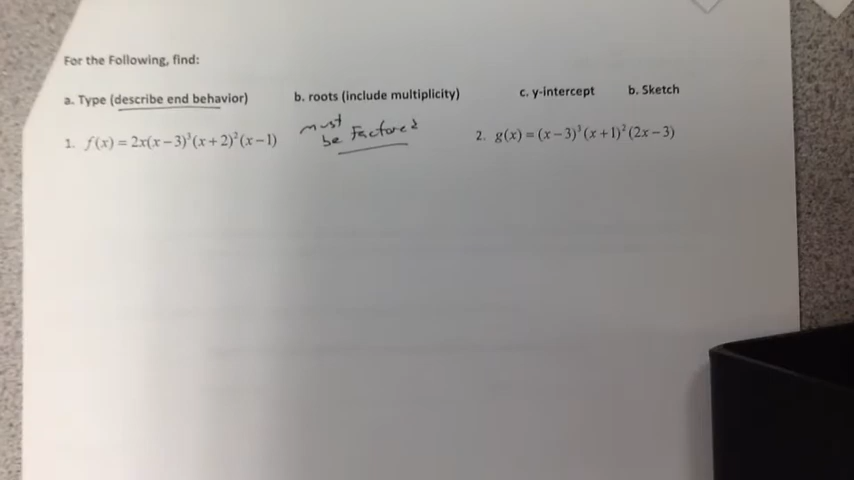 For the Following, find:
a. Type (describe end behavior) b. roots (include multiplicity) c. y-intercept b. Sketch
must
be Factored
1. f(x) = 2x(x − 3)³(x + 2)²(x − 1) 2. g(x) = (x − 3)³(x + 1)²(2x − 3)